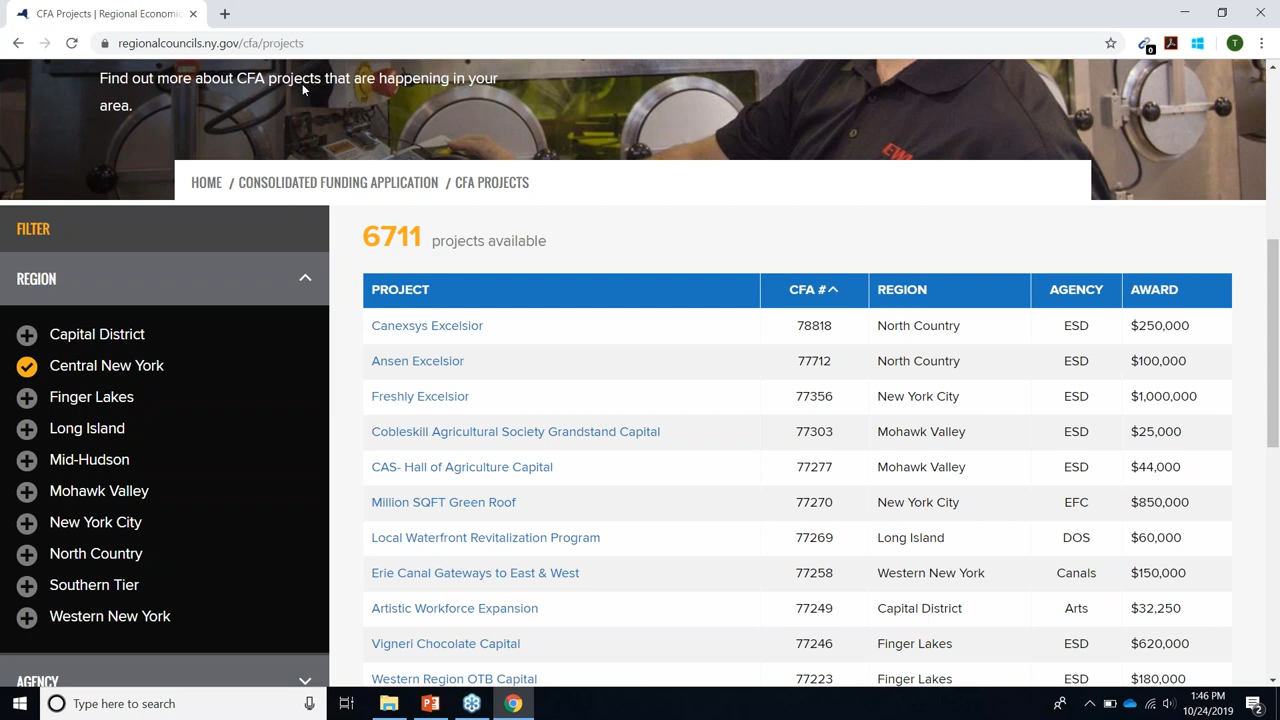 CFA Projects | Regional Economic
regionalcouncils.ny.gov/cfa/projects
0
T
Find out more about CFA projects that are happening in your
area.
EWI
HOME / CONSOLIDATED FUNDING APPLICATION / CFA PROJECTS
FILTER
REGION
Capital District
Central New York
Finger Lakes
Long Island
Mid-Hudson
Mohawk Valley
New York City
North Country
Southern Tier
Western New York
AGENCY
6711 projects available
PROJECT CFA # REGION AGENCY AWARD
Canexsys Excelsior 78818 North Country ESD $250,000
Ansen Excelsior 77712 North Country ESD $100,000
Freshly Excelsior 77356 New York City ESD $1,000,000
Cobleskill Agricultural Society Grandstand Capital 77303 Mohawk Valley ESD $25,000
CAS- Hall of Agriculture Capital 77277 Mohawk Valley ESD $44,000
Million SQFT Green Roof 77270 New York City EFC $850,000
Local Waterfront Revitalization Program 77269 Long Island DOS $60,000
Erie Canal Gateways to East & West 77258 Western New York Canals $150,000
Artistic Workforce Expansion 77249 Capital District Arts $32,250
Vigneri Chocolate Capital 77246 Finger Lakes ESD $620,000
Western Region OTB Capital 77223 Finger Lakes ESD $180,000
Type here to search
1:46 PM
10/24/2019
2